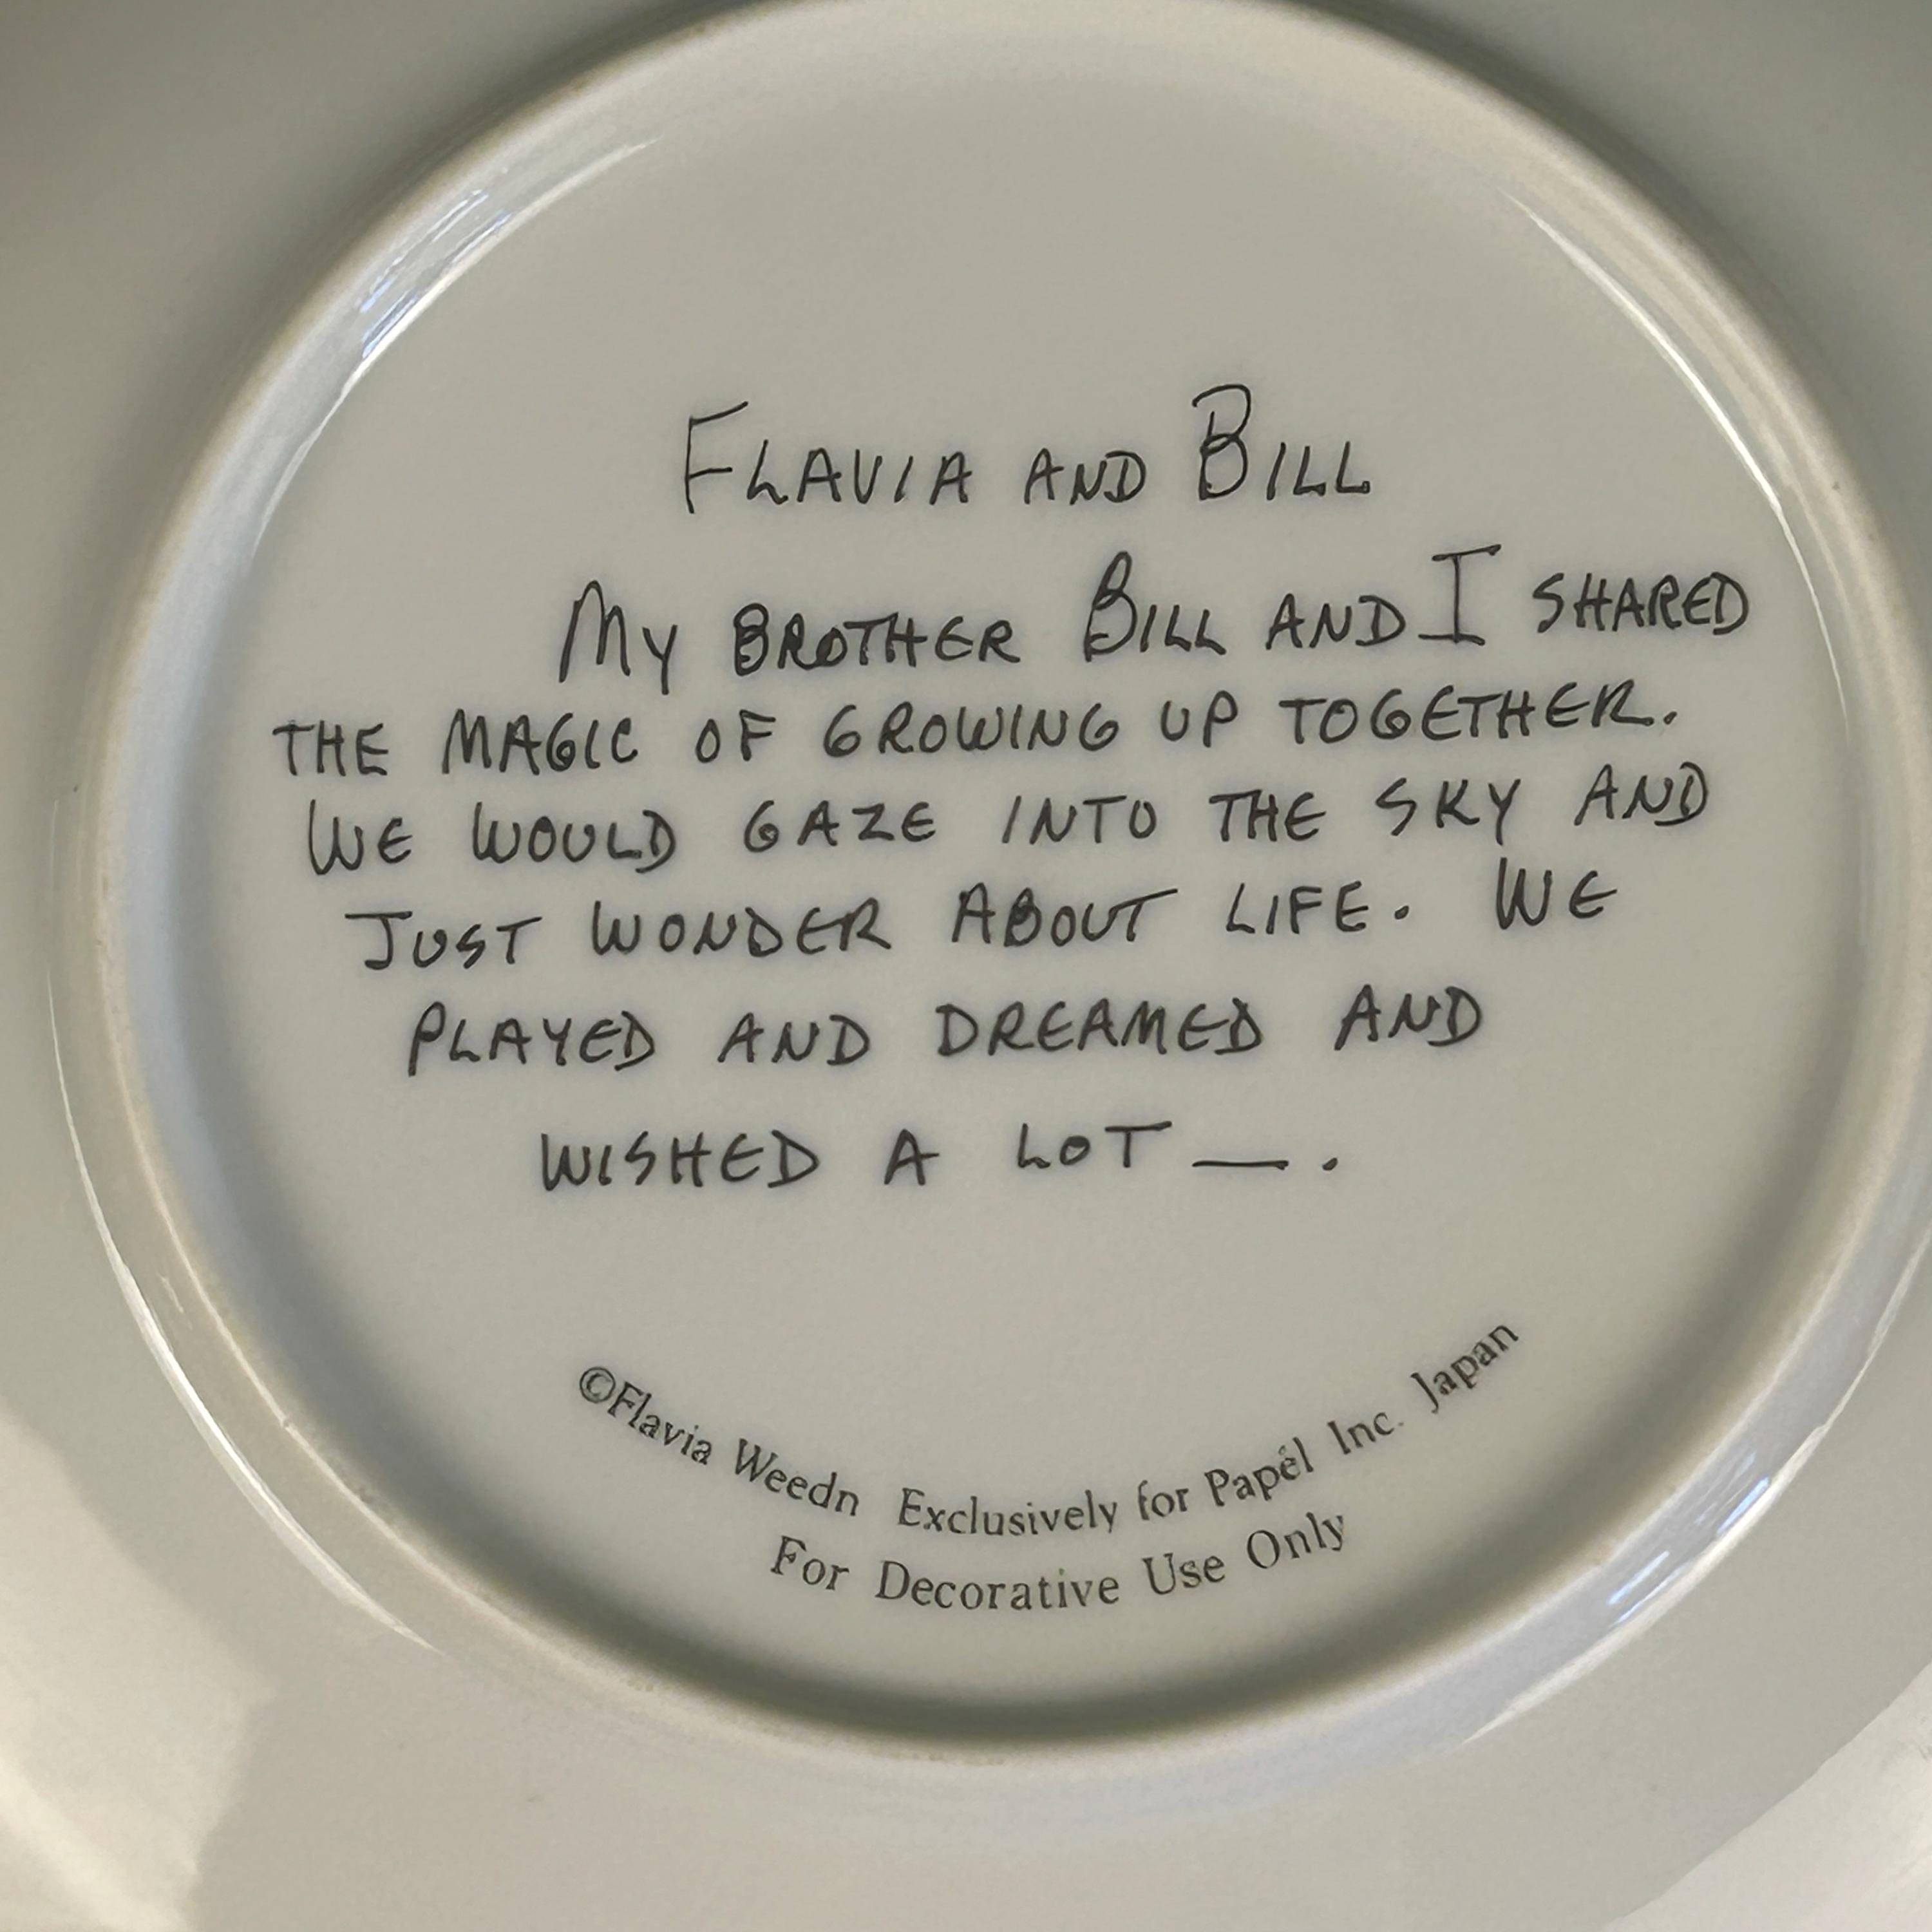 FLAVIA AND BILL
MY BROTHER BILL AND I SHARED
THE MAGIC OF GROWING UP TOGETHER.
WE WOULD GAZE INTO THE SKY AND
JUST WONDER ABOUT LIFE. WE
PLAYED AND DREAMED AND
WISHED A LOT —.
©Flavia Weedn Exclusively for Papél Inc. Japan
For Decorative Use Only